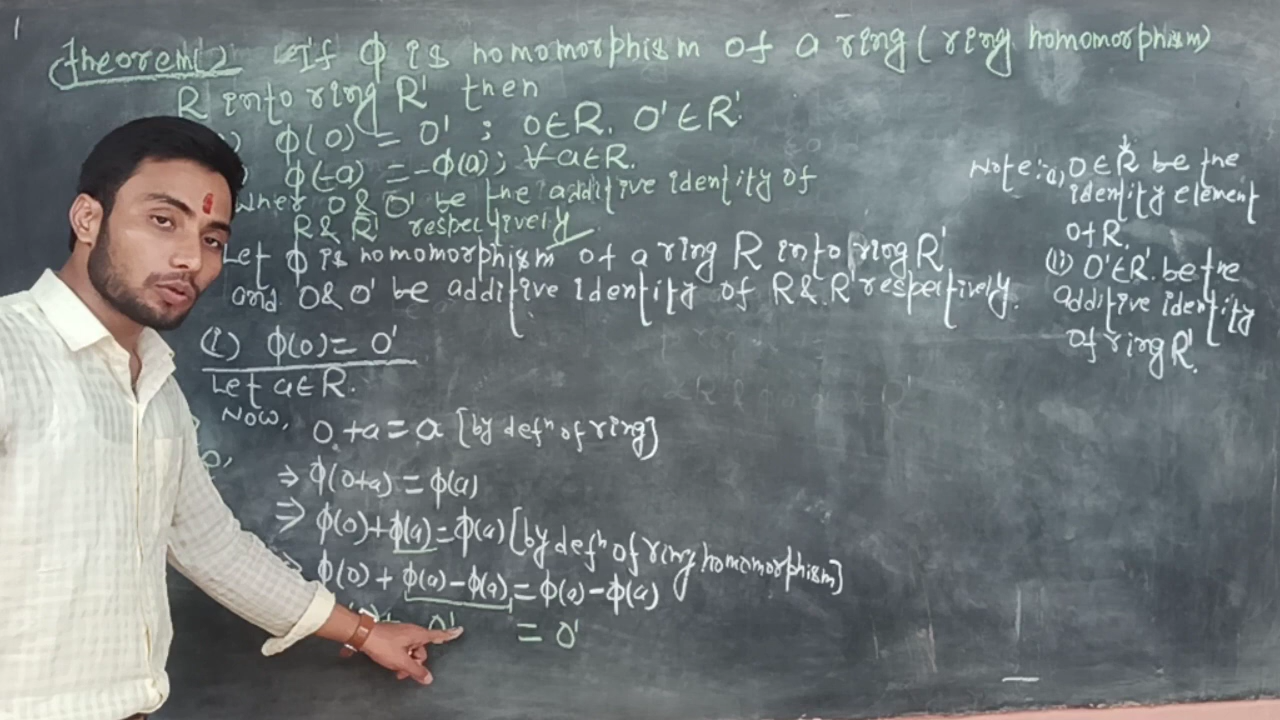 Theorem(2) If ϕ is homomorphism of a ring ( ring homomorphism)
R into ring R' then
ϕ(0) = 0' ; 0∈R, 0'∈R'.
ϕ(-a) = -ϕ(a); ∀ a∈R.
When 0 & 0' be the additive identity of
R & R' respectively
Let ϕ is homomorphism of a ring R into ring R'
and 0 & 0' be additive identity of R & R' respectively.
(i) ϕ(0) = 0'
Let a∈R.
Now,
0+a = a [by defⁿ of ring]
⇒ ϕ(0+a) = ϕ(a)
⇒ ϕ(0)+ϕ(a) = ϕ(a) [by defⁿ of ring homomorphism]
ϕ(0) + ϕ(a) - ϕ(a) = ϕ(a) - ϕ(a)
+ 0' = 0'
Note:- a) 0∈R be the
identity element
of R.
(ii) 0'∈R' be the
additive identity
of ring R'.